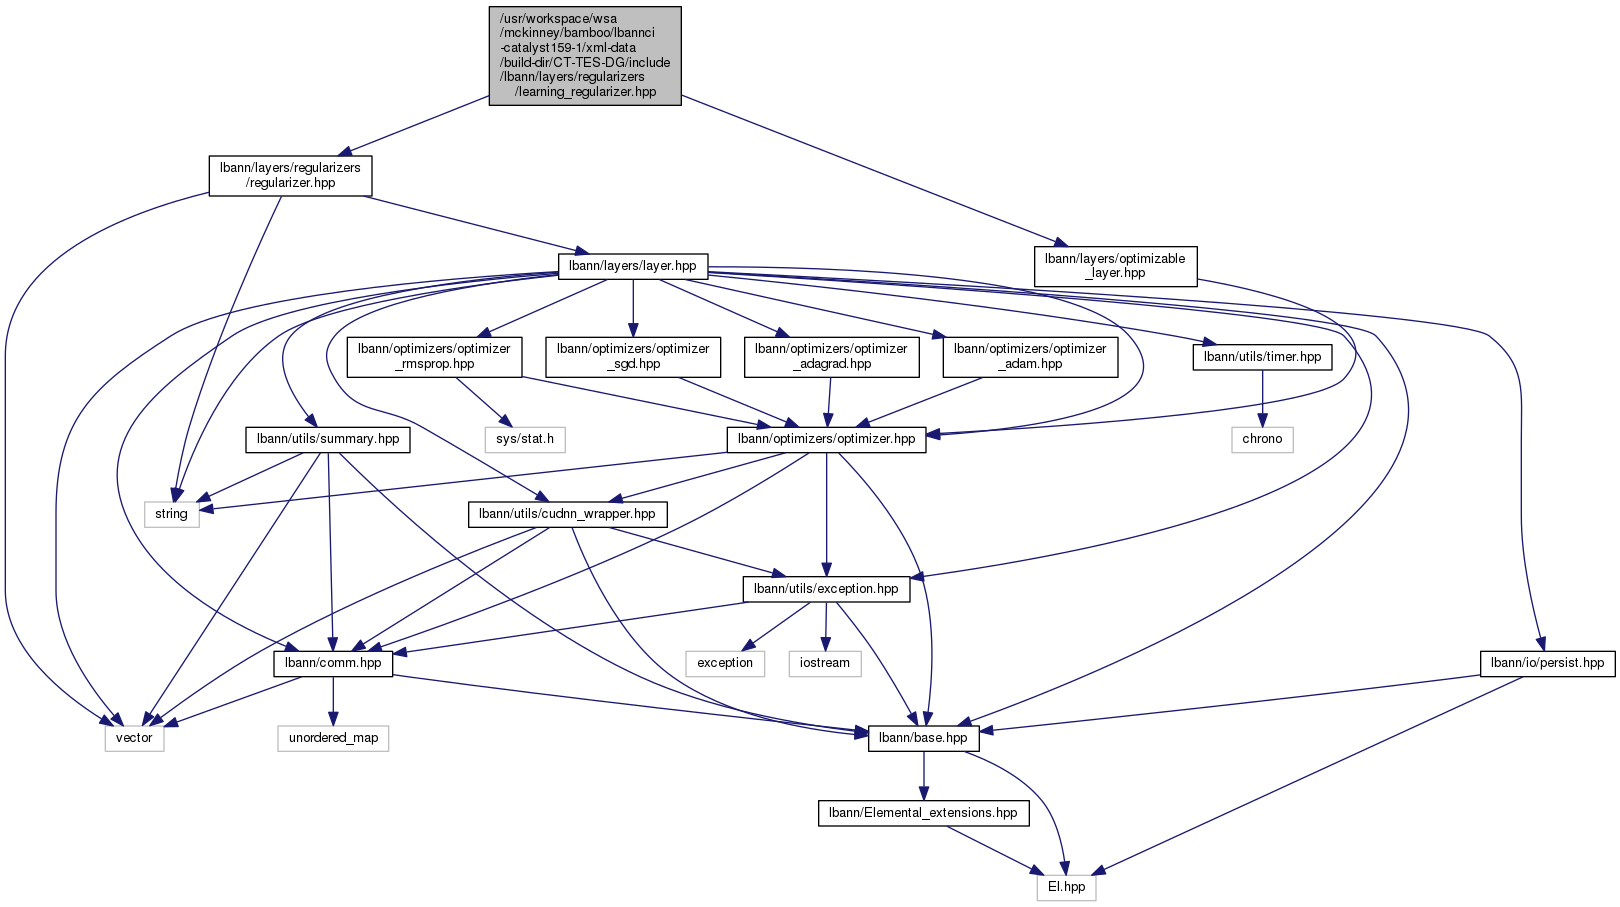 /usr/workspace/wsa
/mckinney/bamboo/lbannci
-catalyst159-1/xml-data
/build-dir/CT-TES-DG/include
/lbann/layers/regularizers
/learning_regularizer.hpp
lbann/layers/regularizers
/regularizer.hpp
lbann/layers/optimizable
_layer.hpp
lbann/layers/layer.hpp
lbann/optimizers/optimizer
_rmsprop.hpp
lbann/optimizers/optimizer
_sgd.hpp
lbann/optimizers/optimizer
_adagrad.hpp
lbann/optimizers/optimizer
_adam.hpp
lbann/utils/timer.hpp
lbann/utils/summary.hpp
sys/stat.h
lbann/optimizers/optimizer.hpp
chrono
string
lbann/utils/cudnn_wrapper.hpp
lbann/utils/exception.hpp
lbann/comm.hpp
exception
iostream
lbann/io/persist.hpp
vector
unordered_map
lbann/base.hpp
lbann/Elemental_extensions.hpp
El.hpp